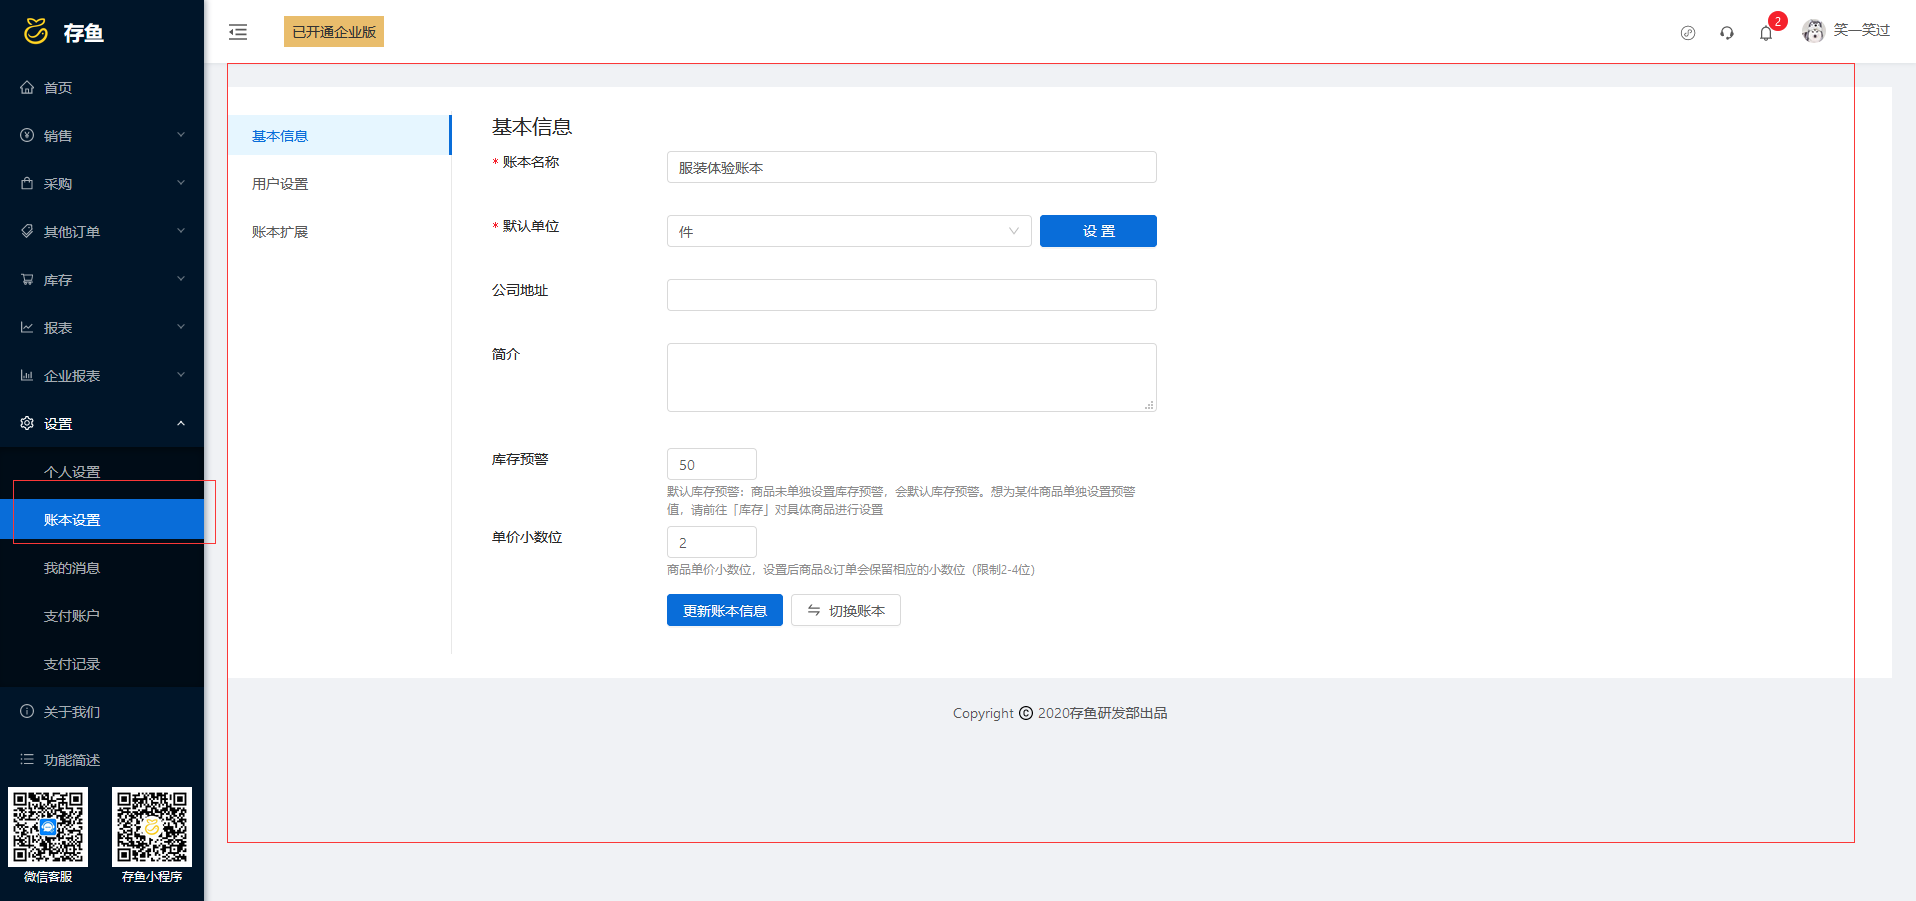 存鱼
已开通企业版
2
笑一笑过
首页
销售
采购
其他订单
库存
报表
企业报表
设置
个人设置
账本设置
我的消息
支付账户
支付记录
关于我们
功能简述
微信客服
存鱼小程序
基本信息
用户设置
账本扩展
基本信息
* 账本名称
服装体验账本
* 默认单位
件
设 置
公司地址
简介
库存预警
50
默认库存预警：商品未单独设置库存预警，会默认库存预警。想为某件商品单独设置预警
值，请前往「库存」对具体商品进行设置
单价小数位
2
商品单价小数位，设置后商品&订单会保留相应的小数位（限制2-4位）
更新账本信息
切换账本
Copyright © 2020存鱼研发部出品